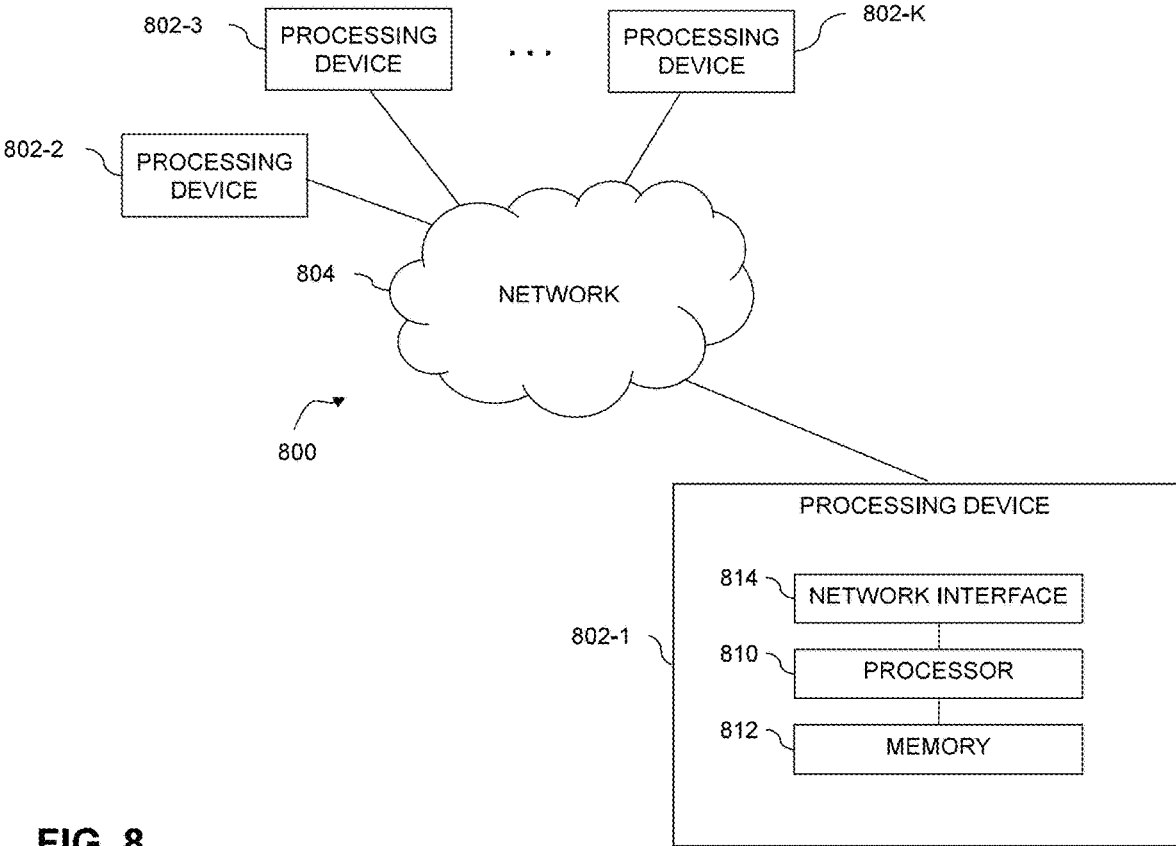 802-3
PROCESSING
DEVICE
. . .
PROCESSING
DEVICE
802-K
802-2
PROCESSING
DEVICE
804
NETWORK
800
PROCESSING DEVICE
814
NETWORK INTERFACE
802-1
810
PROCESSOR
812
MEMORY
FIG. 8